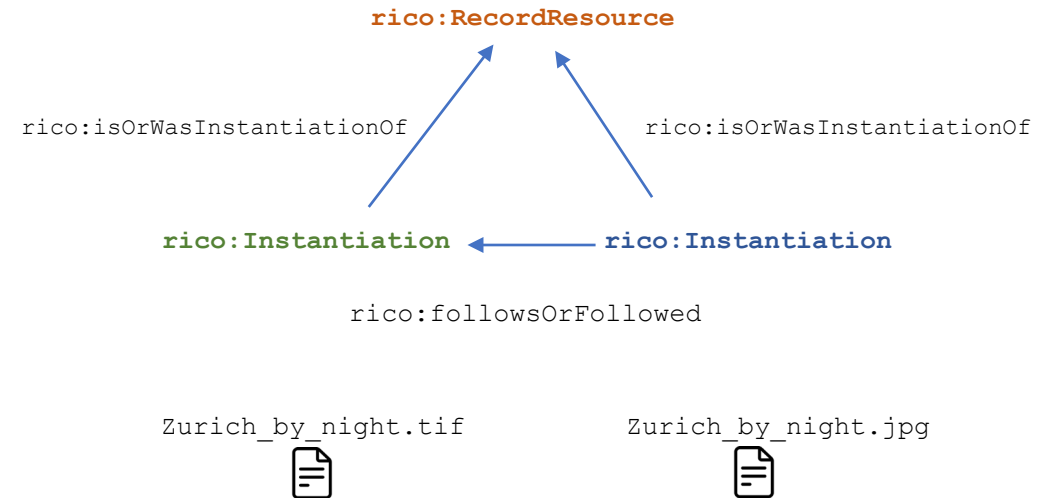 rico:RecordResource
rico:isOrWasInstantiationOf
rico:isOrWasInstantiationOf
rico:Instantiation
rico:Instantiation
rico:followsOrFollowed
Zurich_by_night.tif
Zurich_by_night.jpg